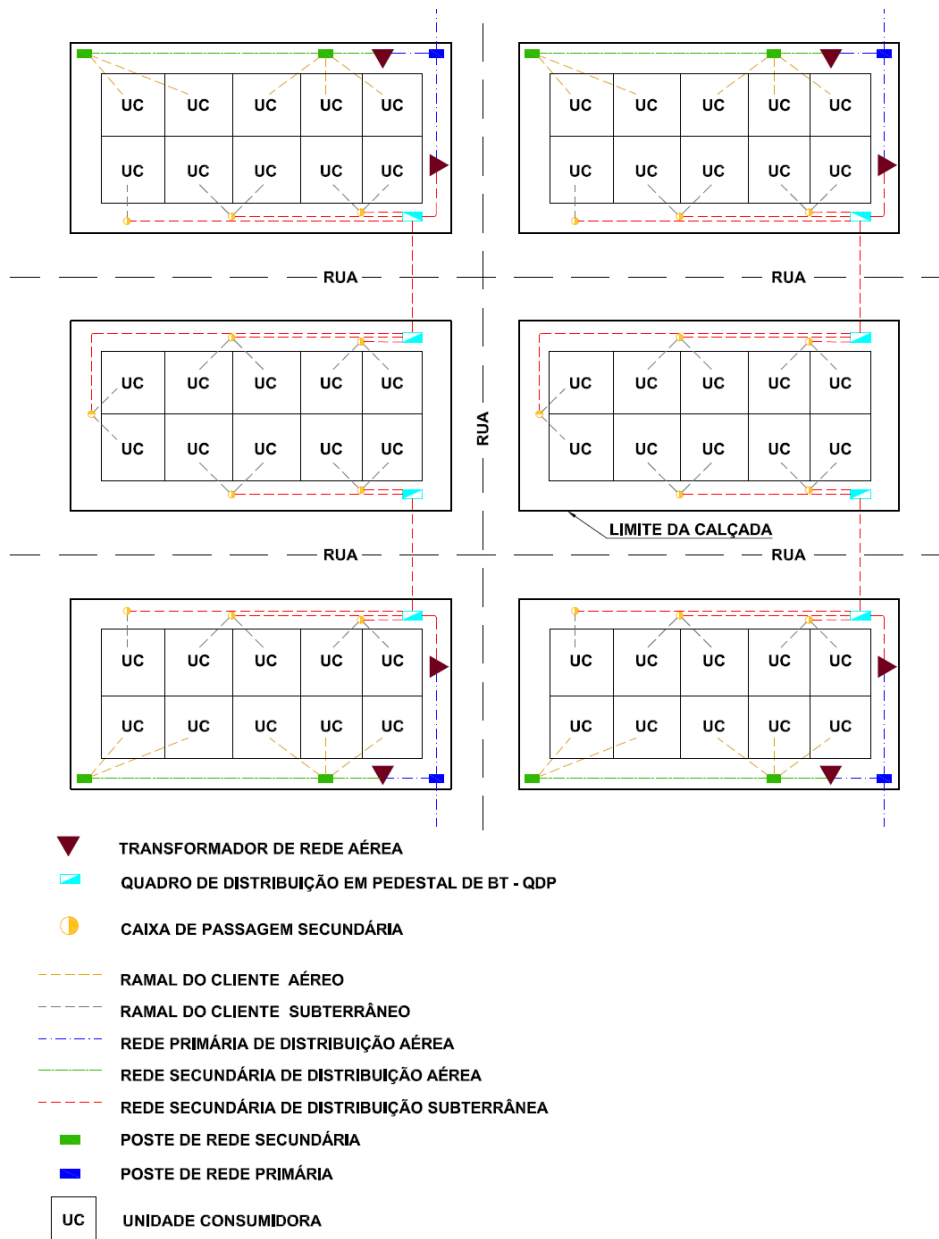 UC UC UC UC UC UC UC UC UC UC
UC UC UC UC UC UC UC UC UC UC
RUA RUA
UC UC UC UC UC UC UC UC UC UC
RUA
UC UC UC UC UC UC UC UC UC UC
LIMITE DA CALÇADA
RUA RUA
UC UC UC UC UC UC UC UC UC UC
UC UC UC UC UC UC UC UC UC UC
TRANSFORMADOR DE REDE AÉREA
QUADRO DE DISTRIBUIÇÃO EM PEDESTAL DE BT - QDP
CAIXA DE PASSAGEM SECUNDÁRIA
RAMAL DO CLIENTE AÉREO
RAMAL DO CLIENTE SUBTERRÂNEO
REDE PRIMÁRIA DE DISTRIBUIÇÃO AÉREA
REDE SECUNDÁRIA DE DISTRIBUIÇÃO AÉREA
REDE SECUNDÁRIA DE DISTRIBUIÇÃO SUBTERRÂNEA
POSTE DE REDE SECUNDÁRIA
POSTE DE REDE PRIMÁRIA
UC UNIDADE CONSUMIDORA